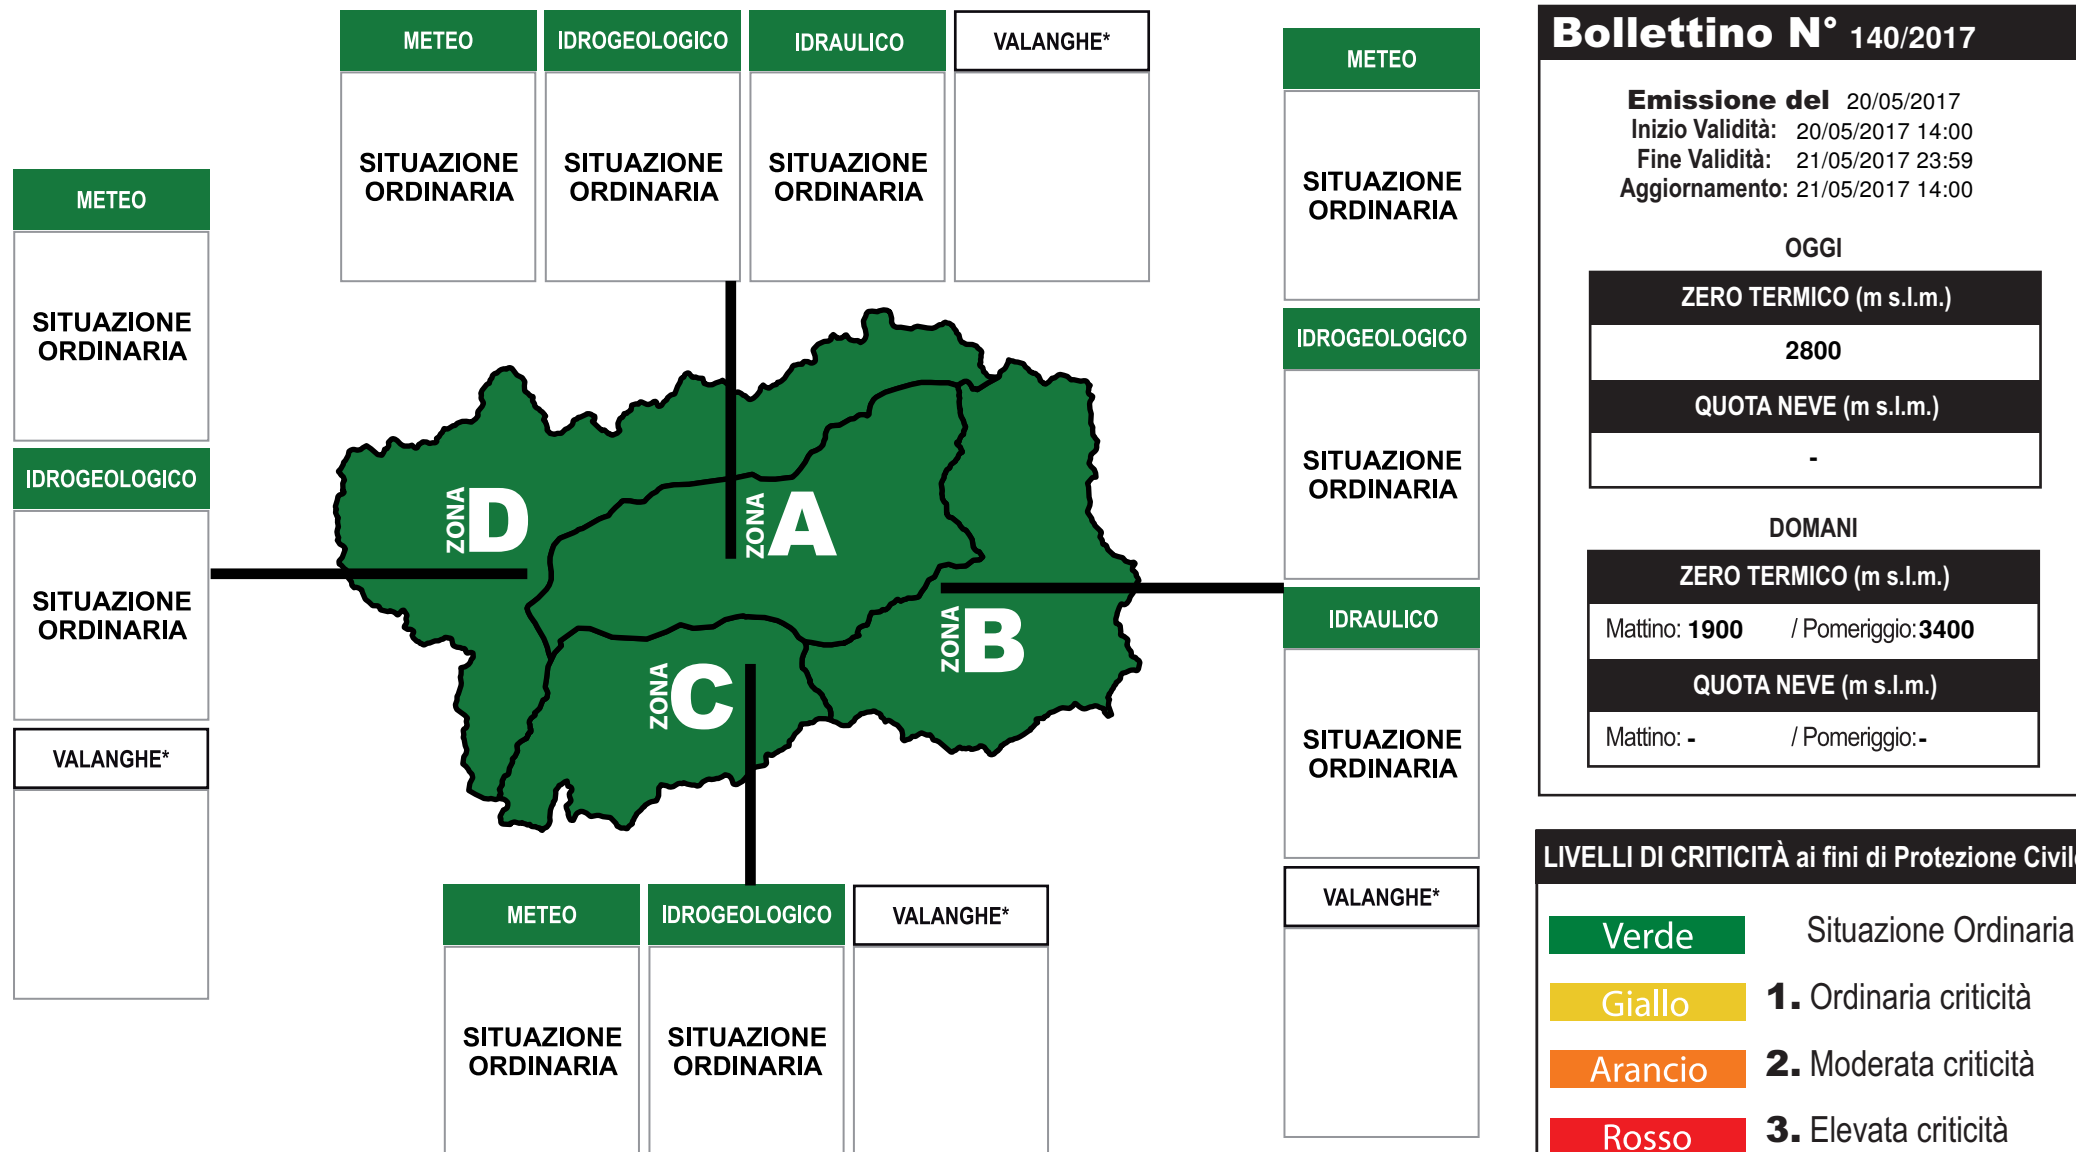 METEO
IDROGEOLOGICO
IDRAULICO
VALANGHE*
SITUAZIONE
ORDINARIA
SITUAZIONE
ORDINARIA
SITUAZIONE
ORDINARIA
METEO
SITUAZIONE
ORDINARIA
IDROGEOLOGICO
SITUAZIONE
ORDINARIA
VALANGHE*
ZONA D
ZONA A
ZONA B
ZONA C
METEO
SITUAZIONE
ORDINARIA
IDROGEOLOGICO
SITUAZIONE
ORDINARIA
IDRAULICO
SITUAZIONE
ORDINARIA
VALANGHE*
METEO
IDROGEOLOGICO
VALANGHE*
SITUAZIONE
ORDINARIA
SITUAZIONE
ORDINARIA
Bollettino N° 140/2017
Emissione del 20/05/2017
Inizio Validità: 20/05/2017 14:00
Fine Validità: 21/05/2017 23:59
Aggiornamento: 21/05/2017 14:00
OGGI
ZERO TERMICO (m s.l.m.)
2800
QUOTA NEVE (m s.l.m.)
-
DOMANI
ZERO TERMICO (m s.l.m.)
Mattino: 1900 / Pomeriggio: 3400
QUOTA NEVE (m s.l.m.)
Mattino: - / Pomeriggio: -
LIVELLI DI CRITICITÀ ai fini di Protezione Civil
Verde Situazione Ordinaria
Giallo 1. Ordinaria criticità
Arancio 2. Moderata criticità
Rosso 3. Elevata criticità